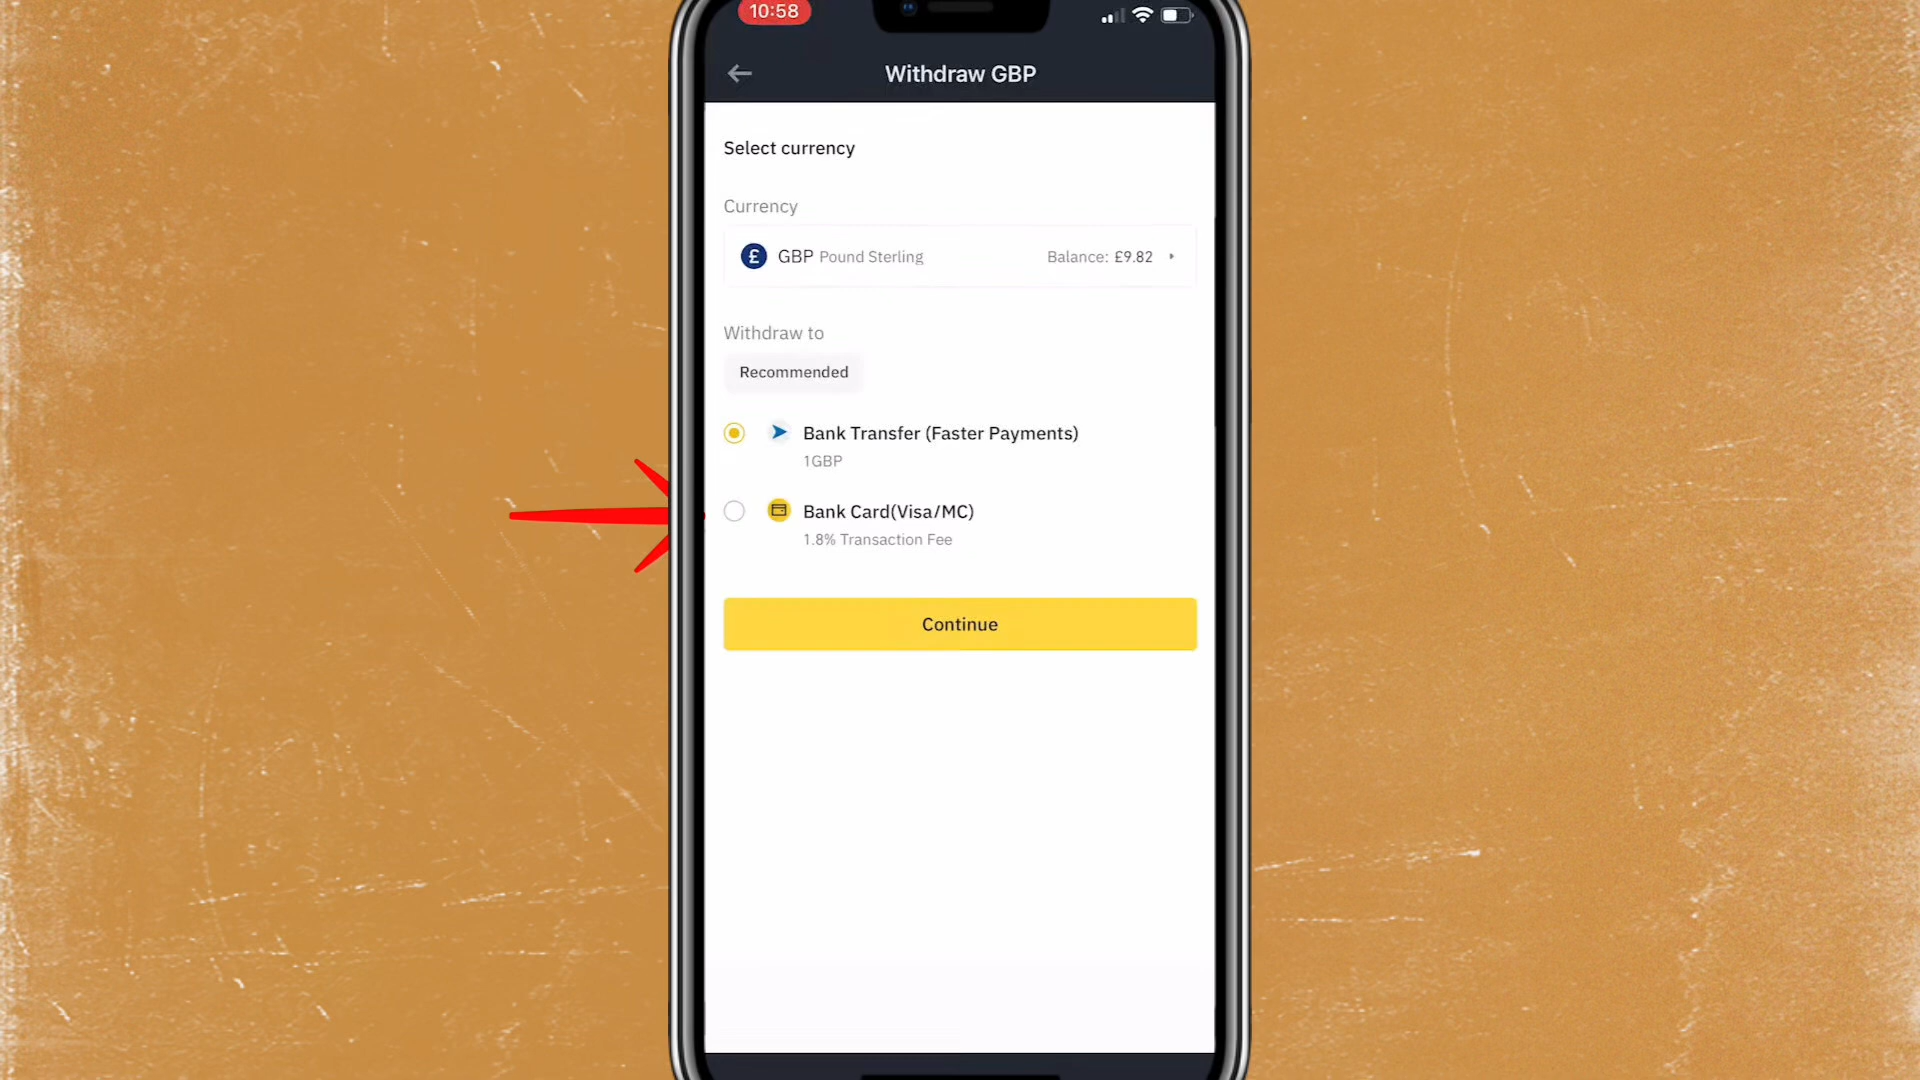 10:58
Withdraw GBP
Select currency
Currency
£ GBP Pound Sterling Balance: £9.82
Withdraw to
Recommended
Bank Transfer (Faster Payments)
1GBP
Bank Card(Visa/MC)
1.8% Transaction Fee
Continue